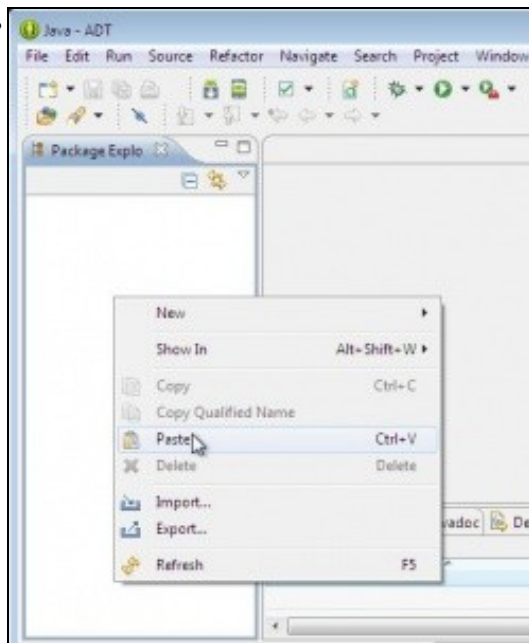 Java - ADT
File Edit Run Source Refactor Navigate Search Project Window
Package Explo
New
Show In Alt+Shift+W
Copy Ctrl+C
Copy Qualified Name
Paste Ctrl+V
Delete Delete
Import...
Export...
vadoc De
Refresh F5